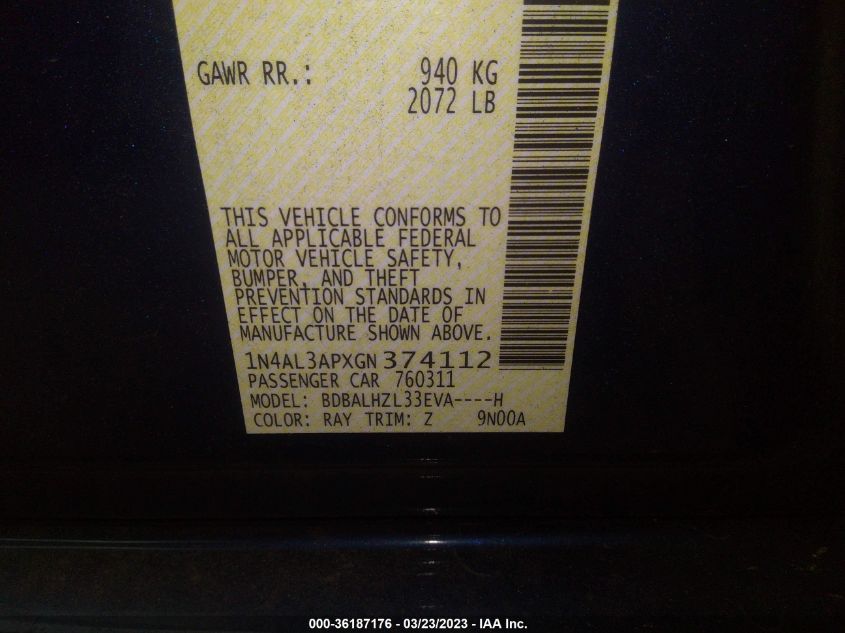 GAWR RR.: 940 KG
2072 LB
THIS VEHICLE CONFORMS TO
ALL APPLICABLE FEDERAL
MOTOR VEHICLE SAFETY,
BUMPER, AND THEFT
PREVENTION STANDARDS IN
EFFECT ON THE DATE OF
MANUFACTURE SHOWN ABOVE.
1N4AL3APXGN374112
PASSENGER CAR 760311
MODEL: BDBALHZL33EVA----H
COLOR: RAY TRIM: Z 9N00A
000-36187176 - 03/23/2023 - IAA Inc.